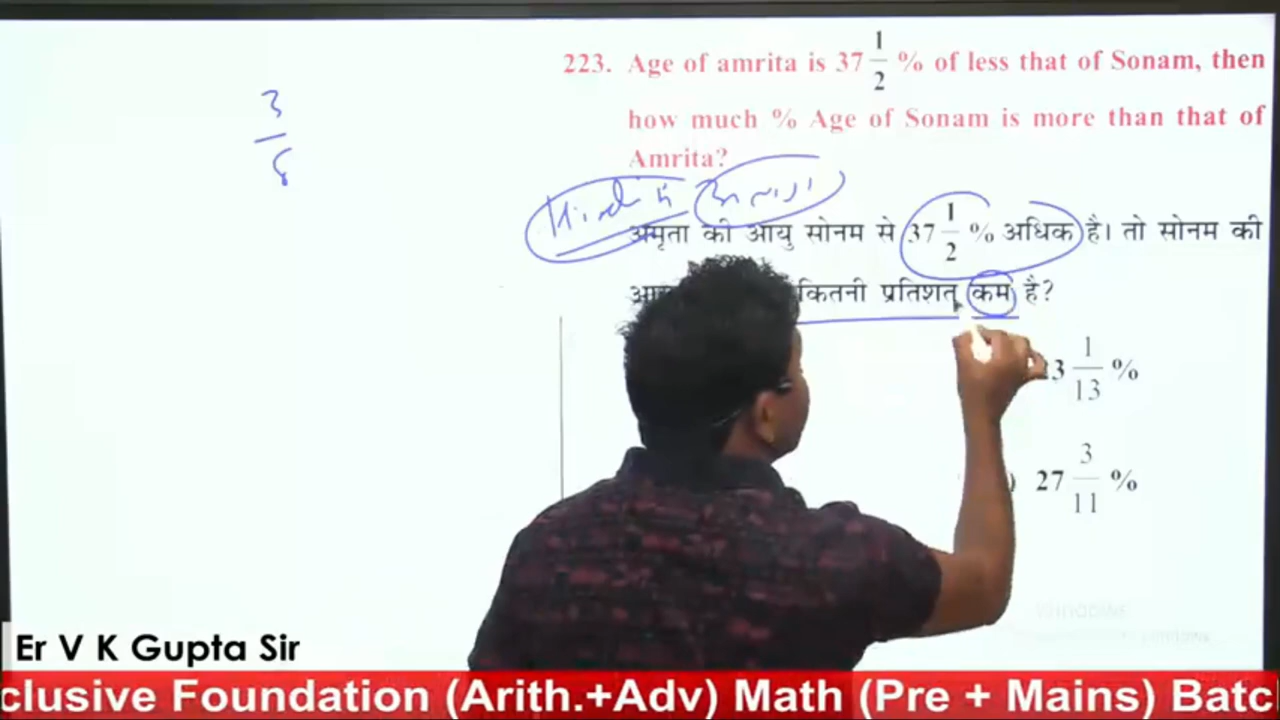 223. Age of amrita is 37 1/2 % of less that of Sonam, then
how much % Age of Sonam is more than that of
Amrita?
3/8
Hindi में
अमृता की आयु सोनम से 37 1/2 % अधिक है। तो सोनम की
कितनी प्रतिशत कम है?
3 1/13 %
27 3/11 %
Er V K Gupta Sir
clusive Foundation (Arith.+Adv) Math (Pre + Mains) Batc